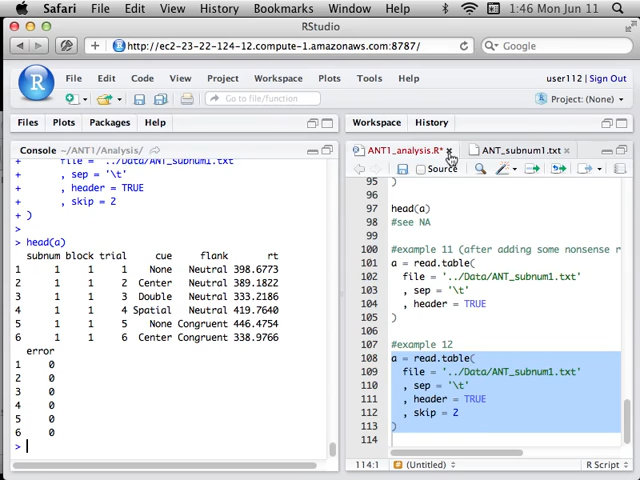 Safari File Edit View History Bookmarks Window Help 1:46 Mon Jun 11
RStudio
http://ec2-23-22-124-12.compute-1.amazonaws.com:8787/
Google
File Edit Code View Project Workspace Plots Tools Help
user112 | Sign Out
Go to file/function
Project: (None)
Files Plots Packages Help
Workspace History
Console ~/ANT1/Analysis/
ANT1_analysis.R*
ANT_subnum1.txt
Source
+ file = '../Data/ANT_subnum1.txt'
+ , sep = '\t'
+ , header = TRUE
+ , skip = 2
+ )
>
> head(a)
subnum block trial cue flank rt
1 1 1 1 None Neutral 398.6773
2 1 1 2 Center Neutral 389.1822
3 1 1 3 Double Neutral 333.2186
4 1 1 4 Spatial Neutral 419.7640
5 1 1 5 None Congruent 446.4754
6 1 1 6 Center Congruent 338.9766
error
1 0
2 0
3 0
4 0
5 0
6 0
>
95 )
96
97 head(a)
98 #see NA
99
100 #example 11 (after adding some nonsense r
101 a = read.table(
102 file = '../Data/ANT_subnum1.txt'
103 , sep = '\t'
104 , header = TRUE
105 )
106
107 #example 12
108 a = read.table(
109 file = '../Data/ANT_subnum1.txt'
110 , sep = '\t'
111 , header = TRUE
112 , skip = 2
113 )
114
114:1 (Untitled) R Script